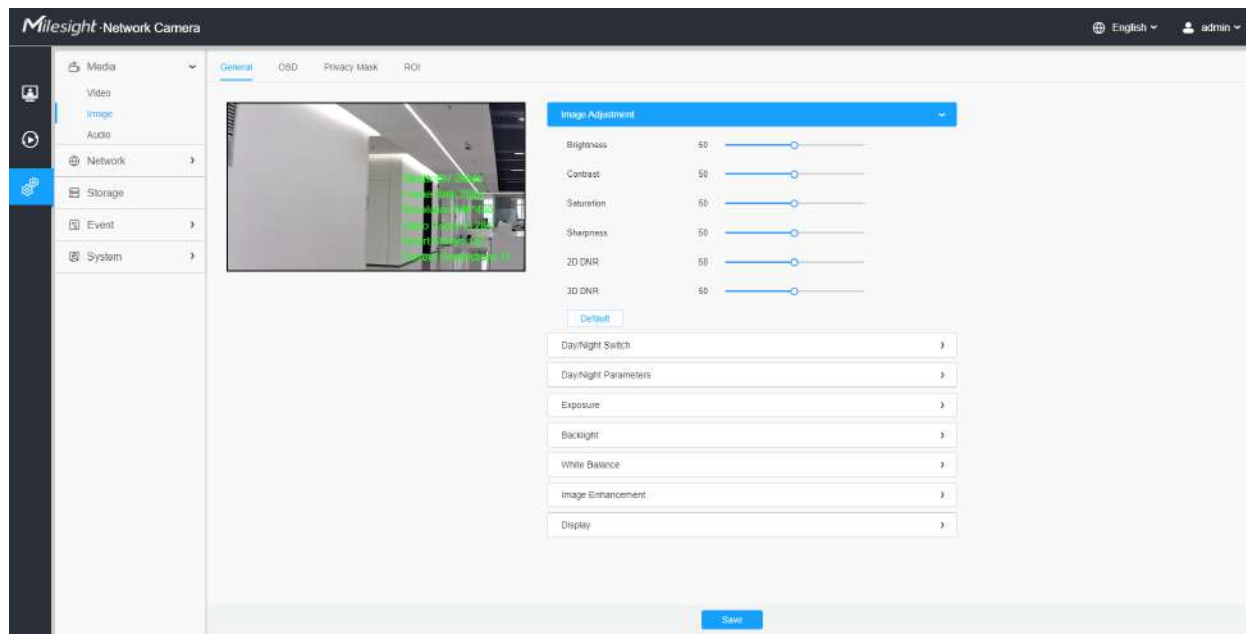 Milesight -Network Camera
English
admin
Media
Video
Image
Audio
Network
Storage
Event
System
General OSD Privacy Mask ROI
Image Adjustment
Brightness 50
Contrast 50
Saturation 50
Sharpness 50
2D DNR 50
3D DNR 50
Default
Day/Night Switch
Day/Night Parameters
Exposure
Backlight
White Balance
Image Enhancement
Display
Save